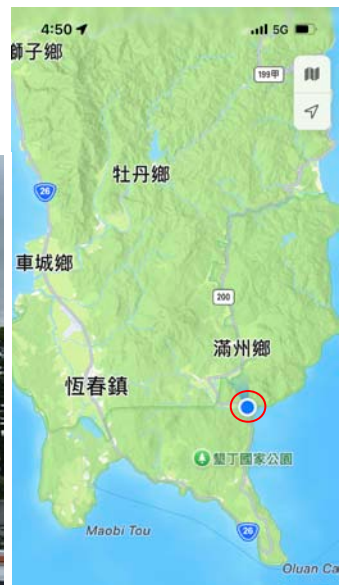 4:50
5G
獅子鄉
199甲
牡丹鄉
26
車城鄉
200
滿州鄉
恆春鎮
墾丁國家公園
Maobi Tou
26
Oluan Ca